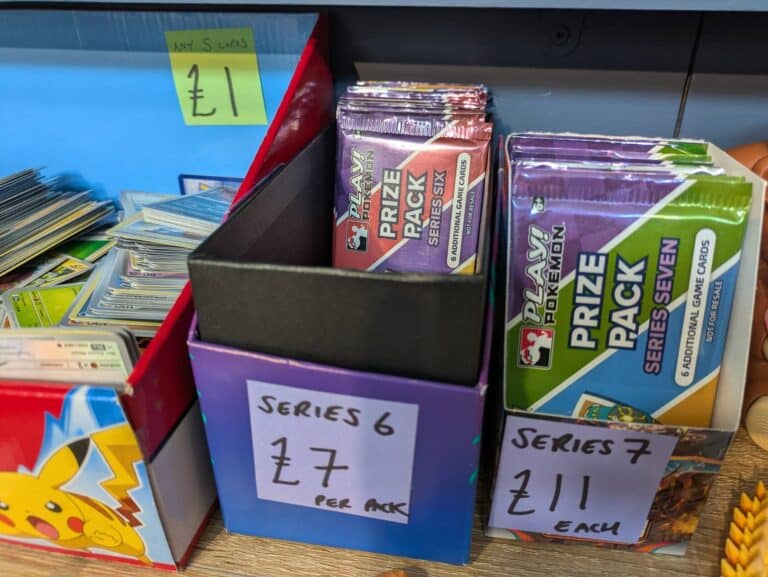 ANY 5 CARDS
£1
PLAY!
POKÉMON
PRIZE
PACK
SERIES SIX
6 ADDITIONAL GAME CARDS
NOT FOR RESALE
SERIES 6
£7
PER PACK
PLAY!
POKÉMON
PRIZE
PACK
SERIES SEVEN
6 ADDITIONAL GAME CARDS
NOT FOR RESALE
SERIES 7
£11
EACH